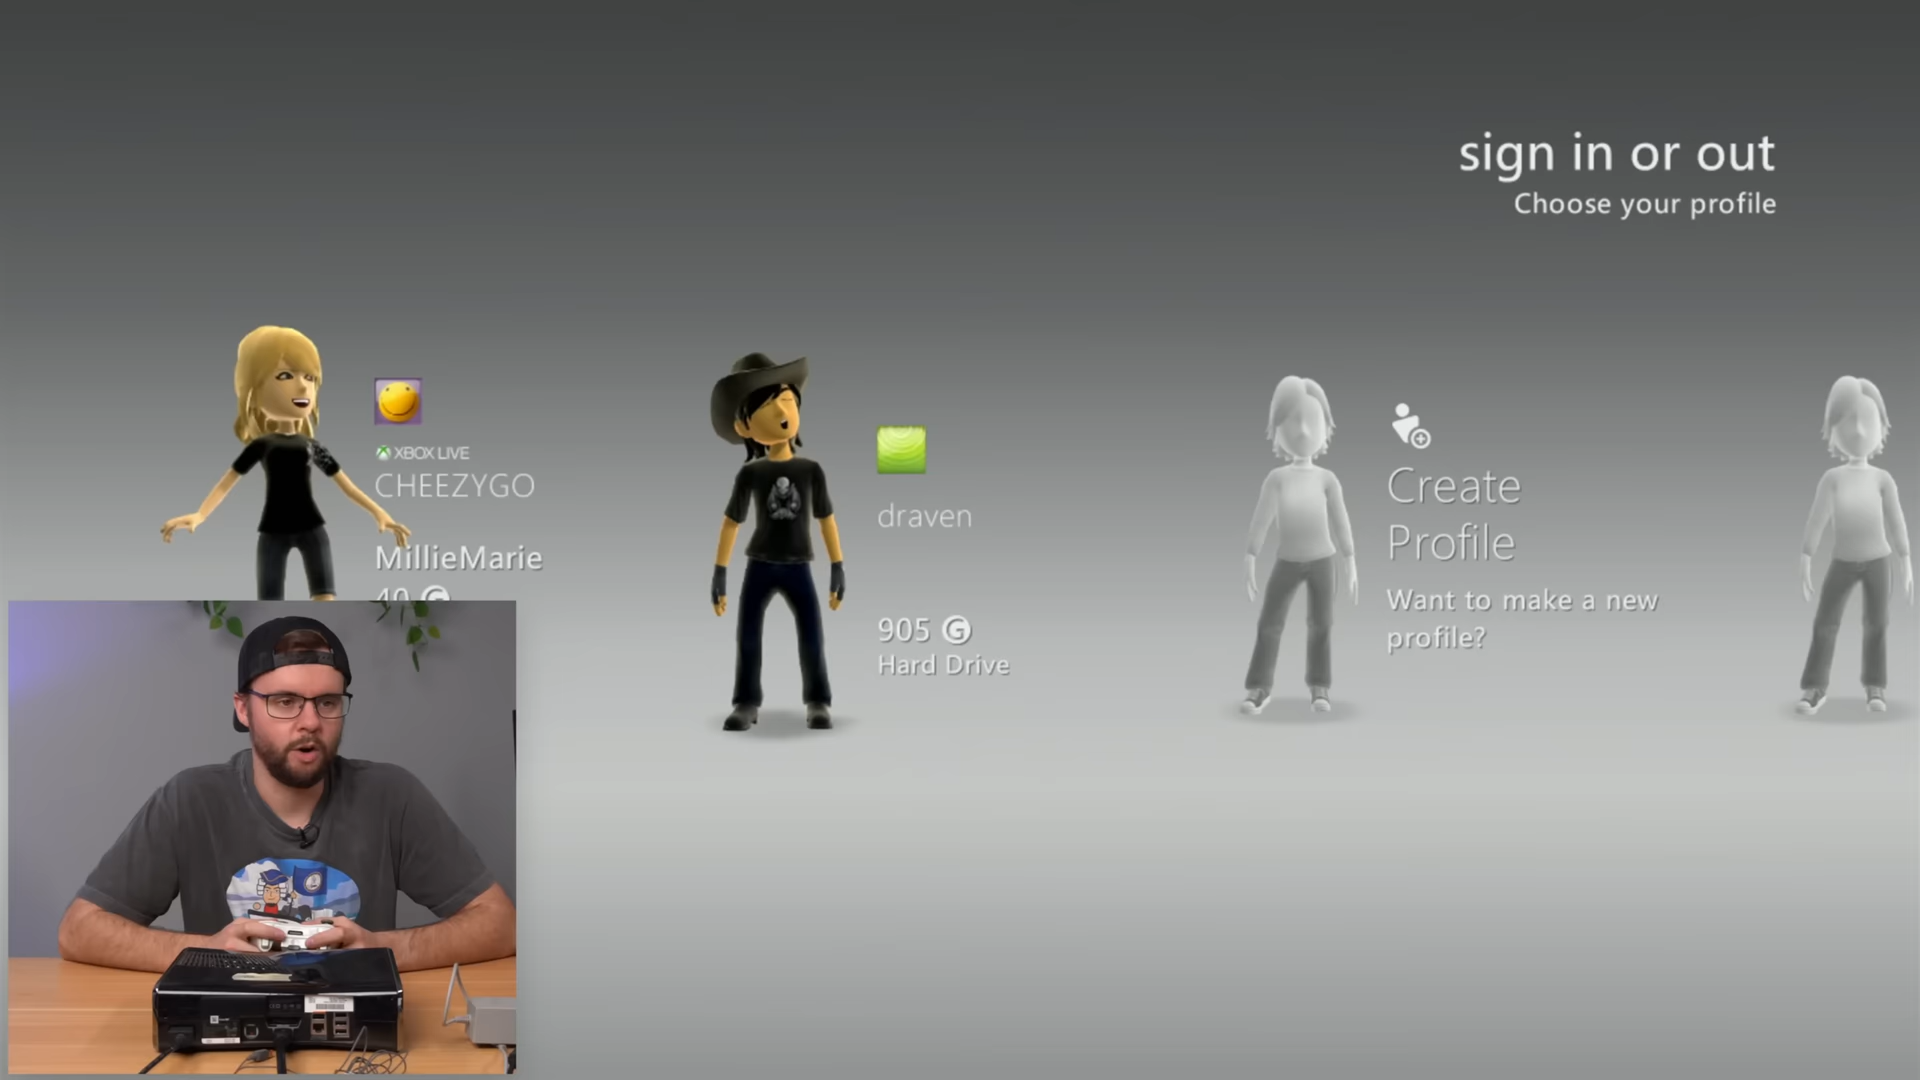 sign in or out
Choose your profile
XBOX LIVE
CHEEZYGO
MillieMarie
40 G
draven
905 G
Hard Drive
Create
Profile
Want to make a new
profile?